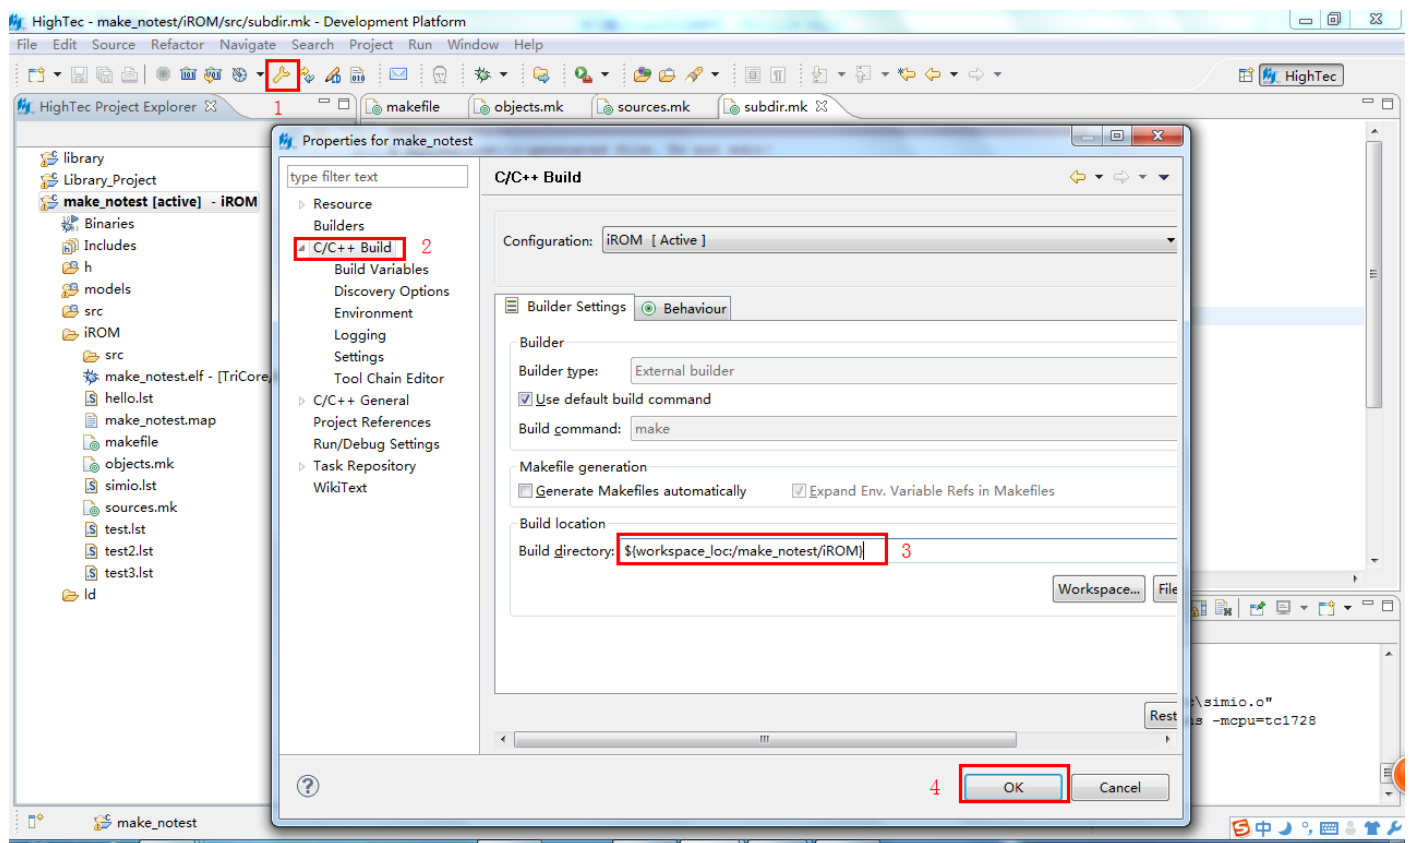 HighTec - make_notest/iROM/src/subdir.mk - Development Platform
File Edit Source Refactor Navigate Search Project Run Window Help
HighTec
HighTec Project Explorer
1
makefile
objects.mk
sources.mk
subdir.mk
library
Library_Project
make_notest [active] - iROM
Binaries
Includes
h
models
src
iROM
src
make_notest.elf - [TriCore,
hello.lst
make_notest.map
makefile
objects.mk
simio.lst
sources.mk
test.lst
test2.lst
test3.lst
ld
Properties for make_notest
type filter text
Resource
Builders
C/C++ Build
2
Build Variables
Discovery Options
Environment
Logging
Settings
Tool Chain Editor
C/C++ General
Project References
Run/Debug Settings
Task Repository
WikiText
C/C++ Build
Configuration: iROM [ Active ]
Builder Settings
Behaviour
Builder
Builder type: External builder
Use default build command
Build command: make
Makefile generation
Generate Makefiles automatically
Expand Env. Variable Refs in Makefiles
Build location
Build directory: ${workspace_loc:/make_notest/iROM}
3
Workspace...
File
Rest
4
OK
Cancel
\simio.o"
ns -mcpu=tc1728
make_notest
中